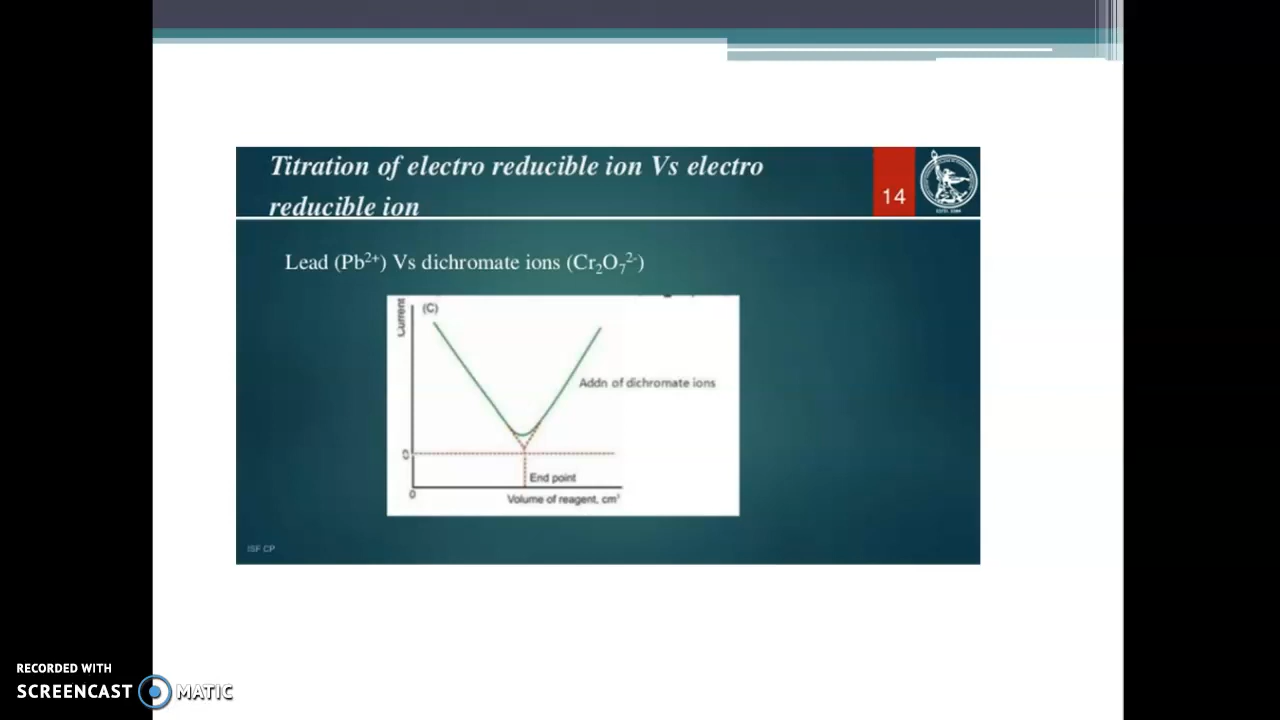 Titration of electro reducible ion Vs electro
reducible ion
14
Lead (Pb²⁺) Vs dichromate ions (Cr₂O₇²⁻)
Current
(C)
Addn of dichromate ions
0
End point
0
Volume of reagent, cm³
ISF CP
RECORDED WITH
SCREENCAST MATIC